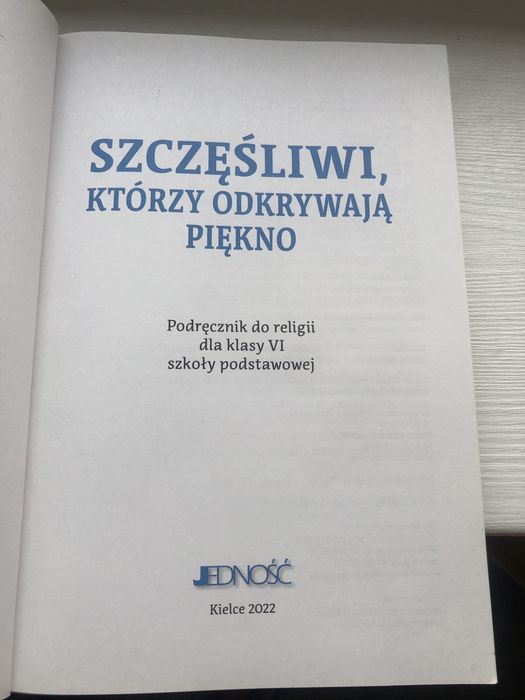 SZCZĘŚLIWI,
KTÓRZY ODKRYWAJĄ
PIĘKNO
Podręcznik do religii
dla klasy VI
szkoły podstawowej
JEDNOŚĆ
Kielce 2022